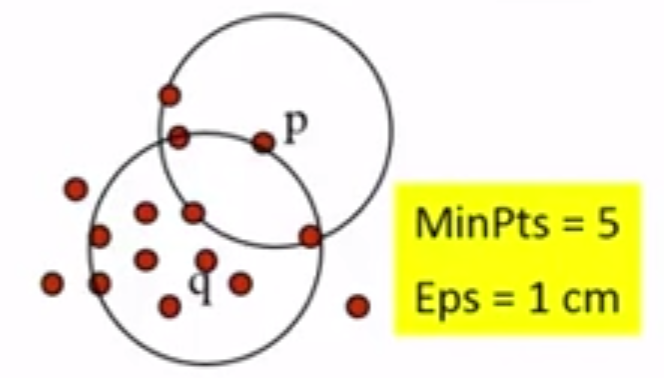 p
q
MinPts = 5
Eps = 1 cm